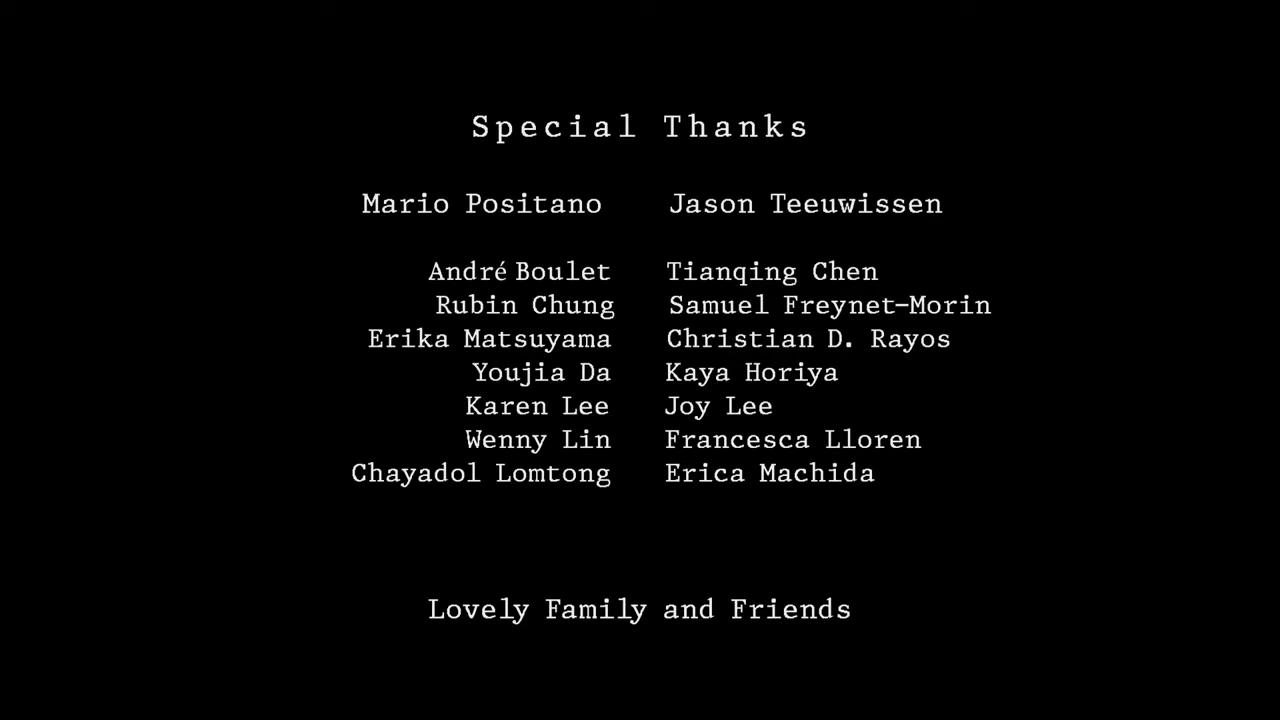 Special Thanks
Mario Positano Jason Teeuwissen
André Boulet Tianqing Chen
Rubin Chung Samuel Freynet-Morin
Erika Matsuyama Christian D. Rayos
Youjia Da Kaya Horiya
Karen Lee Joy Lee
Wenny Lin Francesca Lloren
Chayadol Lomtong Erica Machida
Lovely Family and Friends